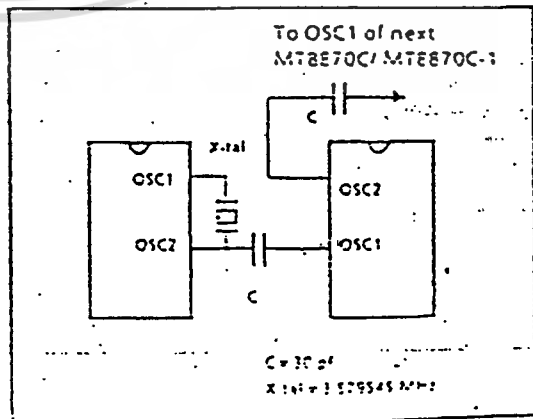 To OSC1 of next
MT8870C/ MT8870C-1
C
X-tal
OSC1
OSC2
OSC2
OSC1
C
C = 30 pf
X-tal = 3.579545 MHz